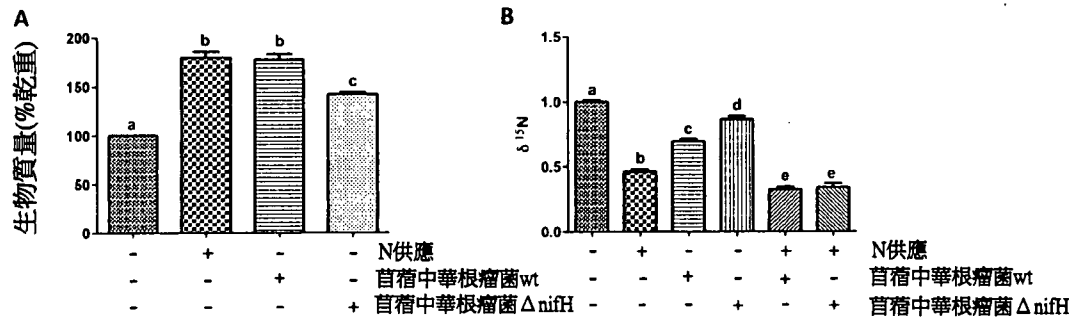 A
生物質量(%乾重)
200
150
100
50
0
a
b
b
c
- + - - N供應
- - + - 苜蓿中華根瘤菌wt
- - - + 苜蓿中華根瘤菌ΔnifH
B
δ ¹⁵N
1.5
1.0
0.5
0.0
a
b
c
d
e
e
- + - - + + N供應
- - + - + - 苜蓿中華根瘤菌wt
- - - + - + 苜蓿中華根瘤菌ΔnifH